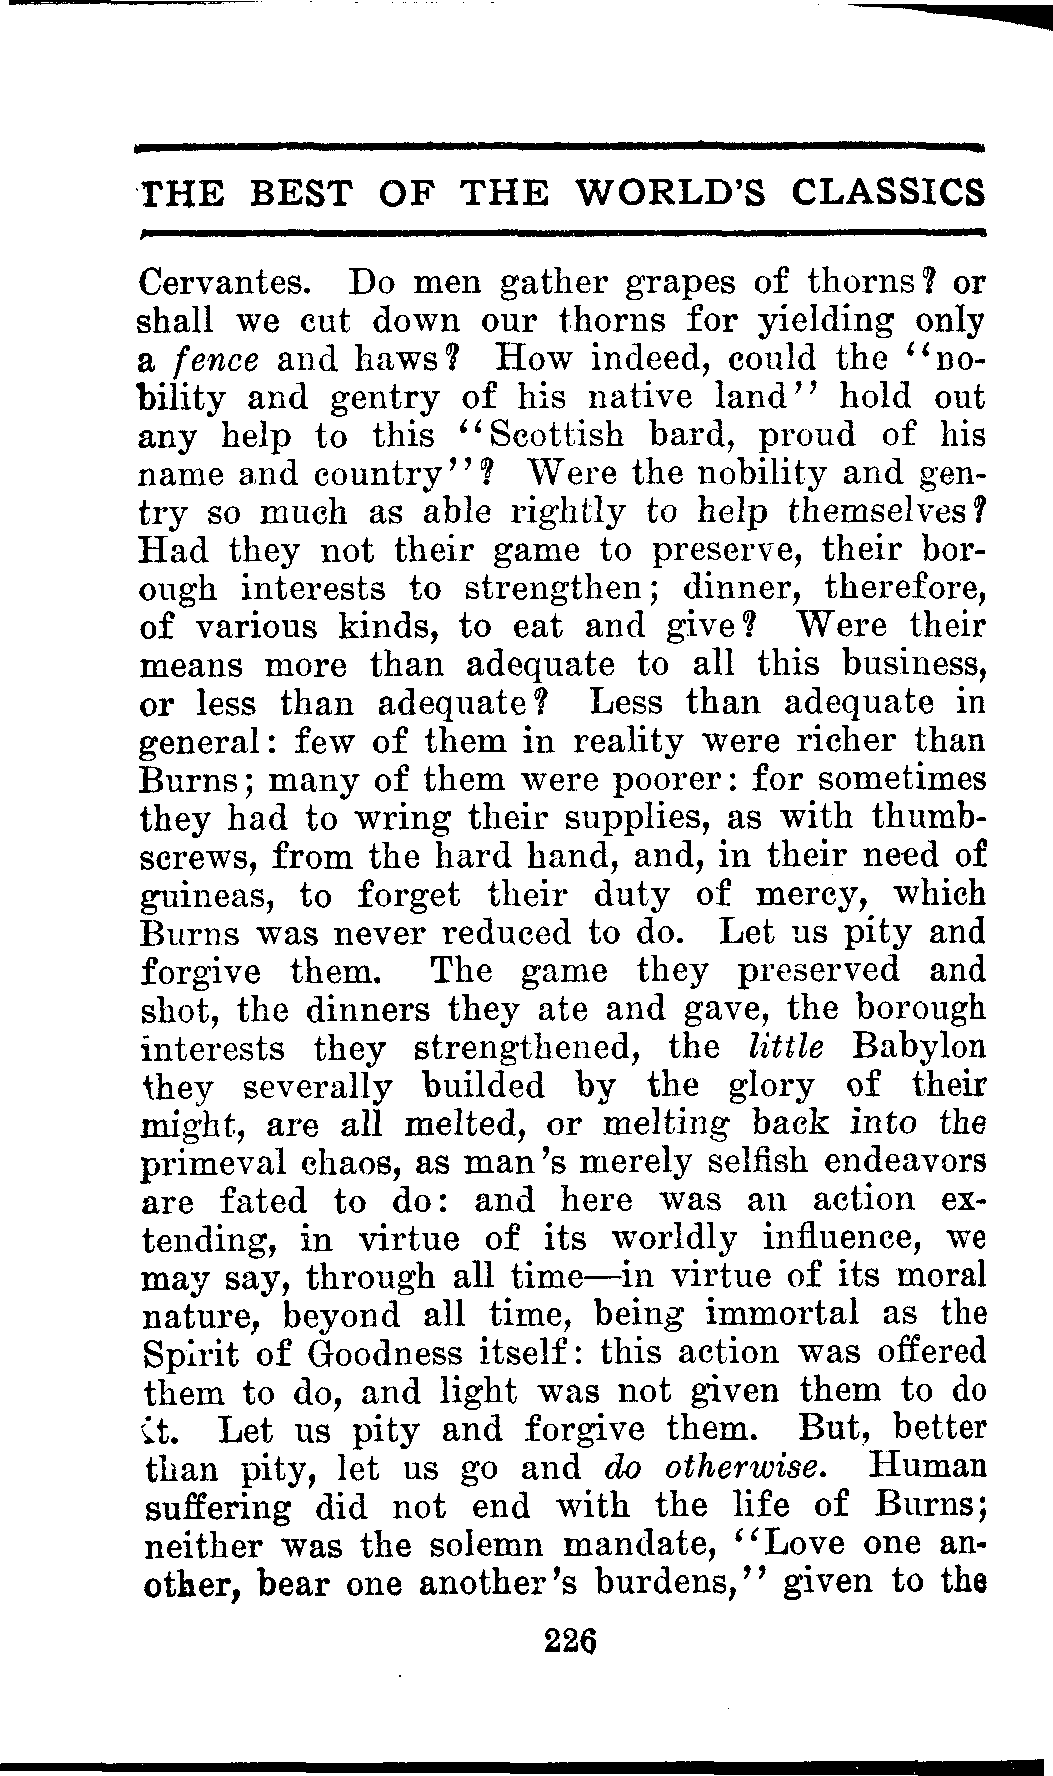 THE BEST OF THE WORLD'S CLASSICS
Cervantes. Do men gather grapes of thorns? or
shall we cut down our thorns for yielding only
a fence and haws? How indeed, could the "no-
bility and gentry of his native land" hold out
any help to this "Scottish bard, proud of his
name and country"? Were the nobility and gen-
try so much as able rightly to help themselves?
Had they not their game to preserve, their bor-
ough interests to strengthen; dinner, therefore,
of various kinds, to eat and give? Were their
means more than adequate to all this business,
or less than adequate? Less than adequate in
general: few of them in reality were richer than
Burns; many of them were poorer: for sometimes
they had to wring their supplies, as with thumb-
screws, from the hard hand, and, in their need of
guineas, to forget their duty of mercy, which
Burns was never reduced to do. Let us pity and
forgive them. The game they preserved and
shot, the dinners they ate and gave, the borough
interests they strengthened, the little Babylon
they severally builded by the glory of their
might, are all melted, or melting back into the
primeval chaos, as man's merely selfish endeavors
are fated to do: and here was an action ex-
tending, in virtue of its worldly influence, we
may say, through all time—in virtue of its moral
nature, beyond all time, being immortal as the
Spirit of Goodness itself: this action was offered
them to do, and light was not given them to do
it. Let us pity and forgive them. But, better
than pity, let us go and do otherwise. Human
suffering did not end with the life of Burns;
neither was the solemn mandate, "Love one an-
other, bear one another's burdens," given to the
226